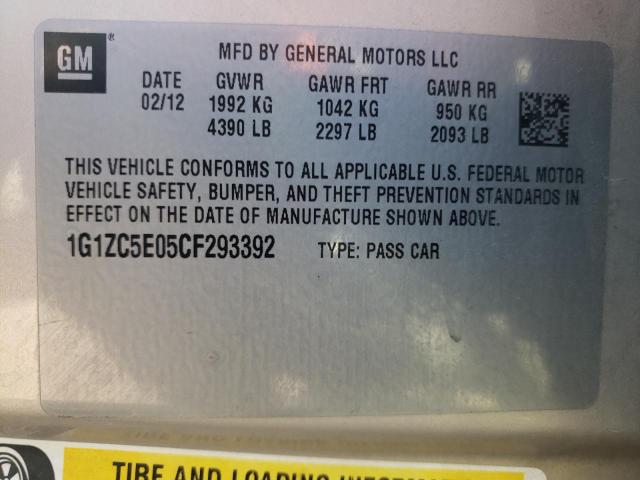 GM ®
MFD BY GENERAL MOTORS LLC
DATE GVWR GAWR FRT GAWR RR
02/12 1992 KG 1042 KG 950 KG
4390 LB 2297 LB 2093 LB
THIS VEHICLE CONFORMS TO ALL APPLICABLE U.S. FEDERAL MOTOR
VEHICLE SAFETY, BUMPER, AND THEFT PREVENTION STANDARDS IN
EFFECT ON THE DATE OF MANUFACTURE SHOWN ABOVE.
1G1ZC5E05CF293392 TYPE: PASS CAR
TIRE AND LOADING